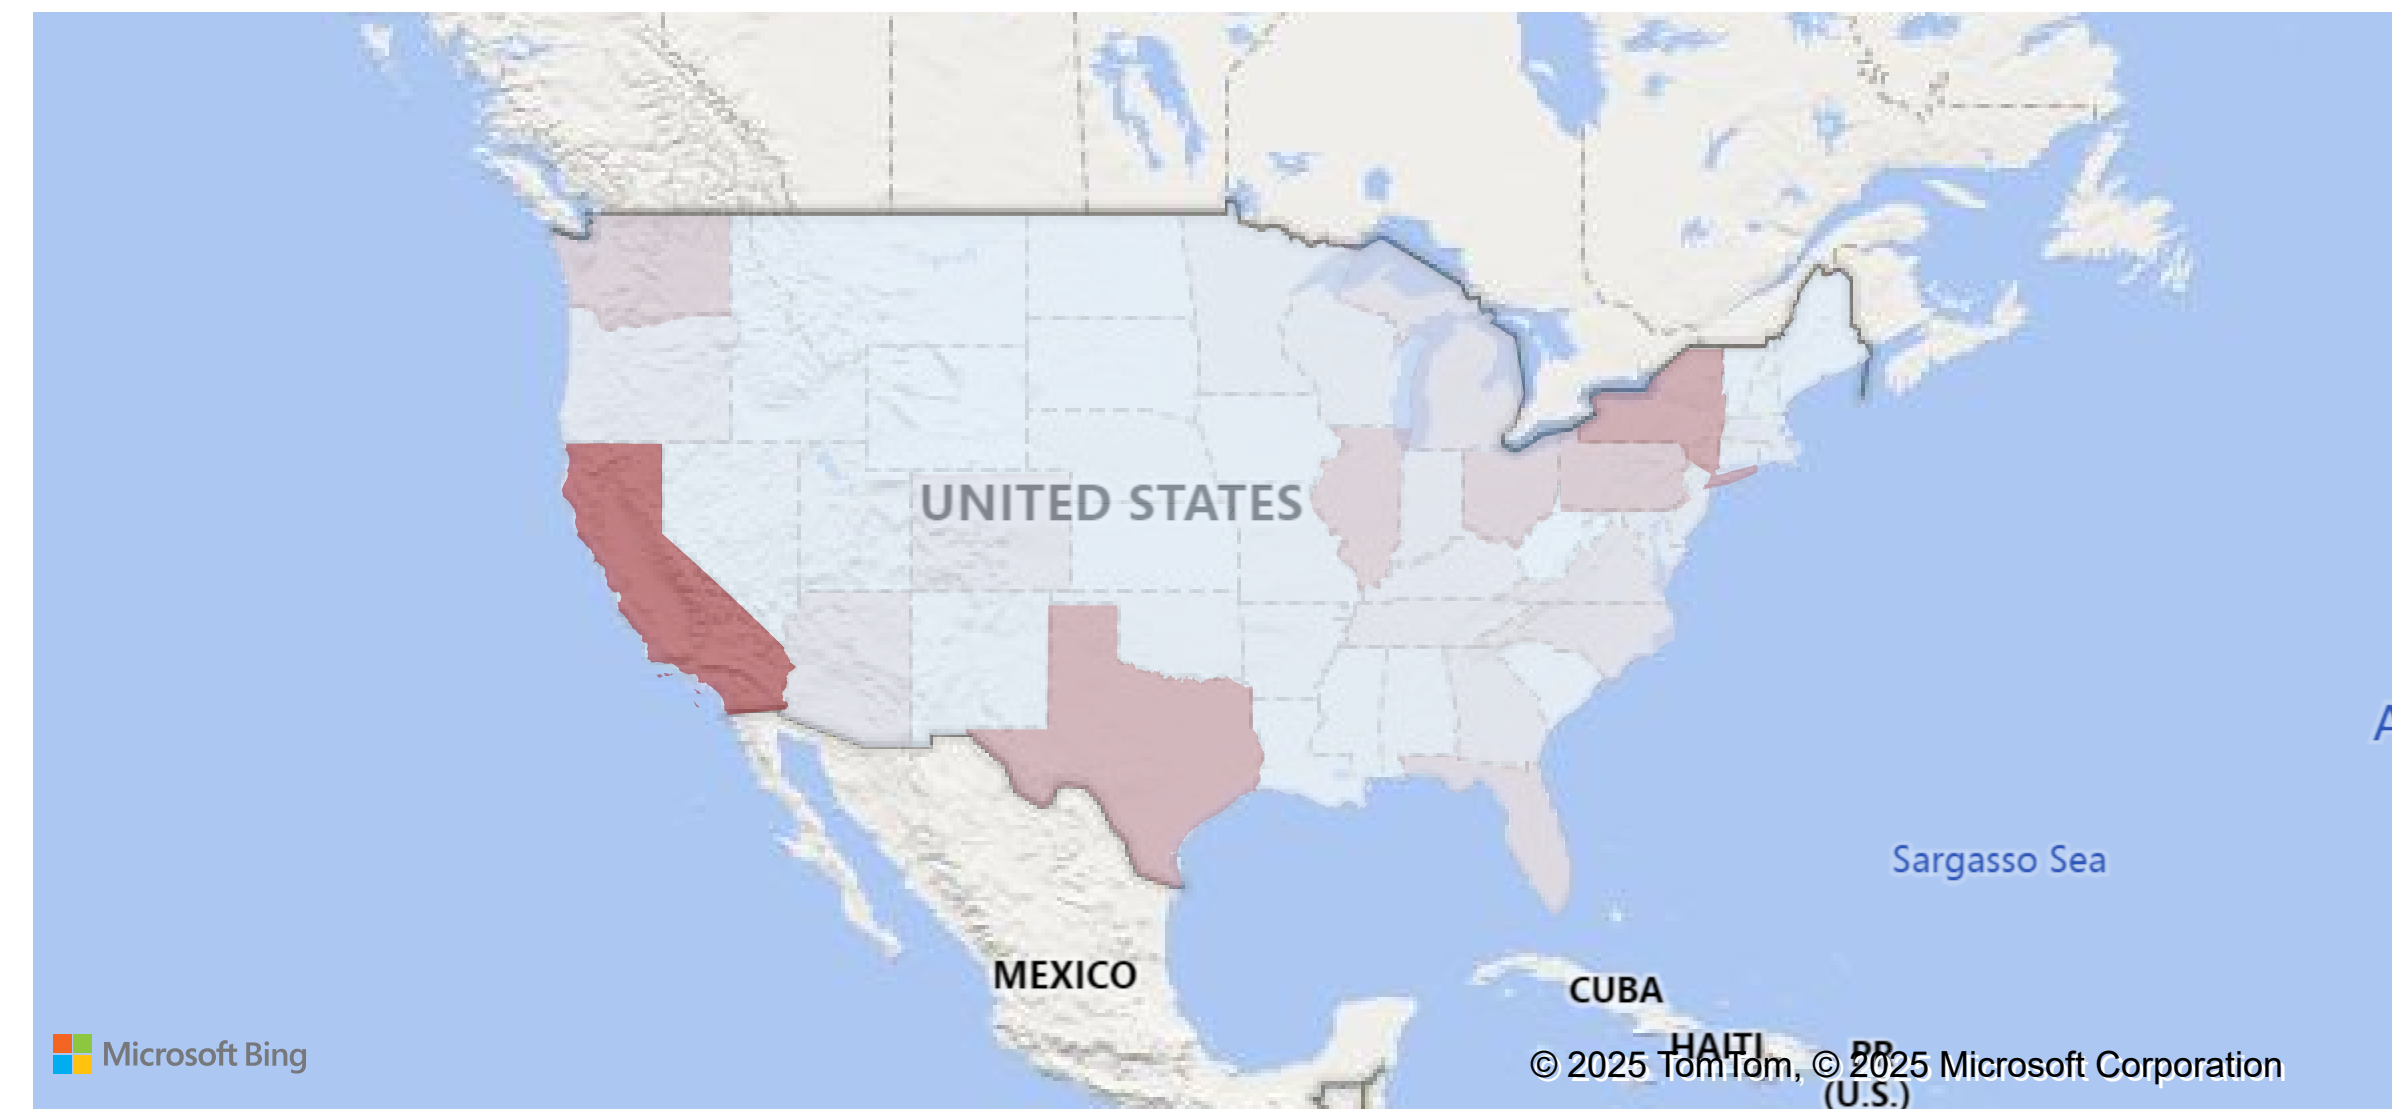 UNITED STATES
A
Sargasso Sea
MEXICO
CUBA
HAITI
PR
(U.S.)
Microsoft Bing
© 2025 TomTom, © 2025 Microsoft Corporation